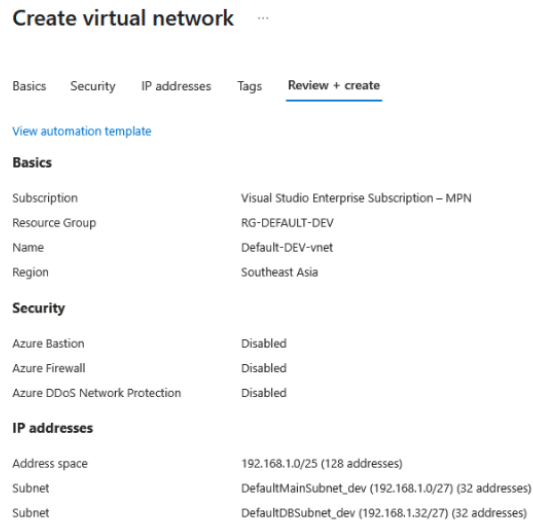 Create virtual network ...
Basics Security IP addresses Tags Review + create
View automation template
Basics
Subscription Visual Studio Enterprise Subscription – MPN
Resource Group RG-DEFAULT-DEV
Name Default-DEV-vnet
Region Southeast Asia
Security
Azure Bastion Disabled
Azure Firewall Disabled
Azure DDoS Network Protection Disabled
IP addresses
Address space 192.168.1.0/25 (128 addresses)
Subnet DefaultMainSubnet_dev (192.168.1.0/27) (32 addresses)
Subnet DefaultDBSubnet_dev (192.168.1.32/27) (32 addresses)